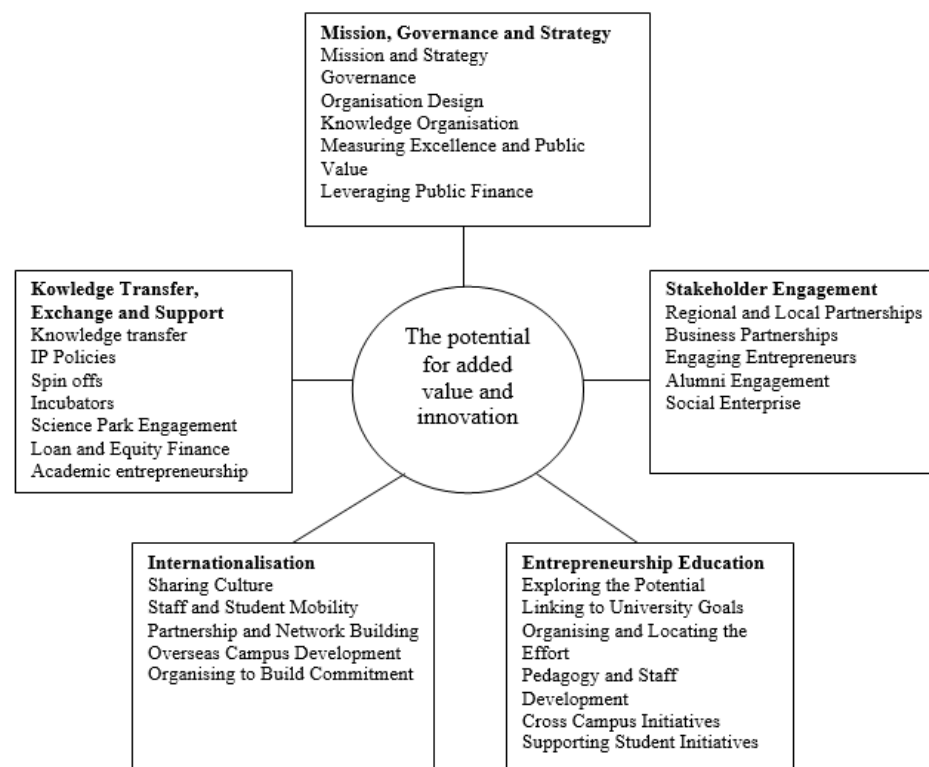 Mission, Governance and Strategy
Mission and Strategy
Governance
Organisation Design
Knowledge Organisation
Measuring Excellence and Public
Value
Leveraging Public Finance
Kowledge Transfer,
Exchange and Support
Knowledge transfer
IP Policies
Spin offs
Incubators
Science Park Engagement
Loan and Equity Finance
Academic entrepreneurship
The potential
for added
value and
innovation
Stakeholder Engagement
Regional and Local Partnerships
Business Partnerships
Engaging Entrepreneurs
Alumni Engagement
Social Enterprise
Internationalisation
Sharing Culture
Staff and Student Mobility
Partnership and Network Building
Overseas Campus Development
Organising to Build Commitment
Entrepreneurship Education
Exploring the Potential
Linking to University Goals
Organising and Locating the
Effort
Pedagogy and Staff
Development
Cross Campus Initiatives
Supporting Student Initiatives